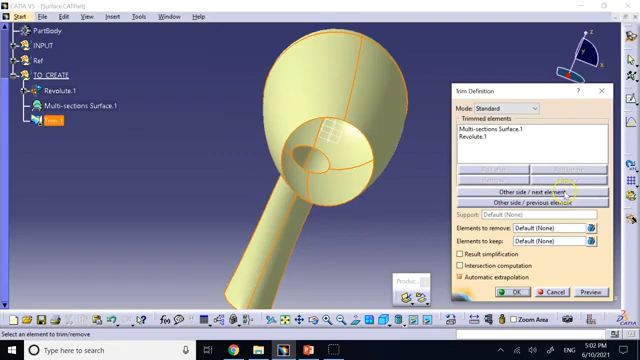 CATIA V5 - [Surface.CATPart]
Start File Edit View Insert Tools Window Help
PartBody
INPUT
Ref
TO_CREATE
Revolute.1
Multi-sections Surface.1
Trim.1
z
y
x
Trim Definition
? ×
Mode: Standard
Trimmed elements
Multi-sections Surface.1
Revolute.1
Other side / next element
Other side / previous element
Support: Default (None)
Elements to remove: Default (None)
Elements to keep: Default (None)
Result simplification
Intersection computation
Automatic extrapolation
OK Cancel Preview
Produc...
Zoom Area
Select an element to trim/remove
Type here to search
5:02 PM
6/10/2021